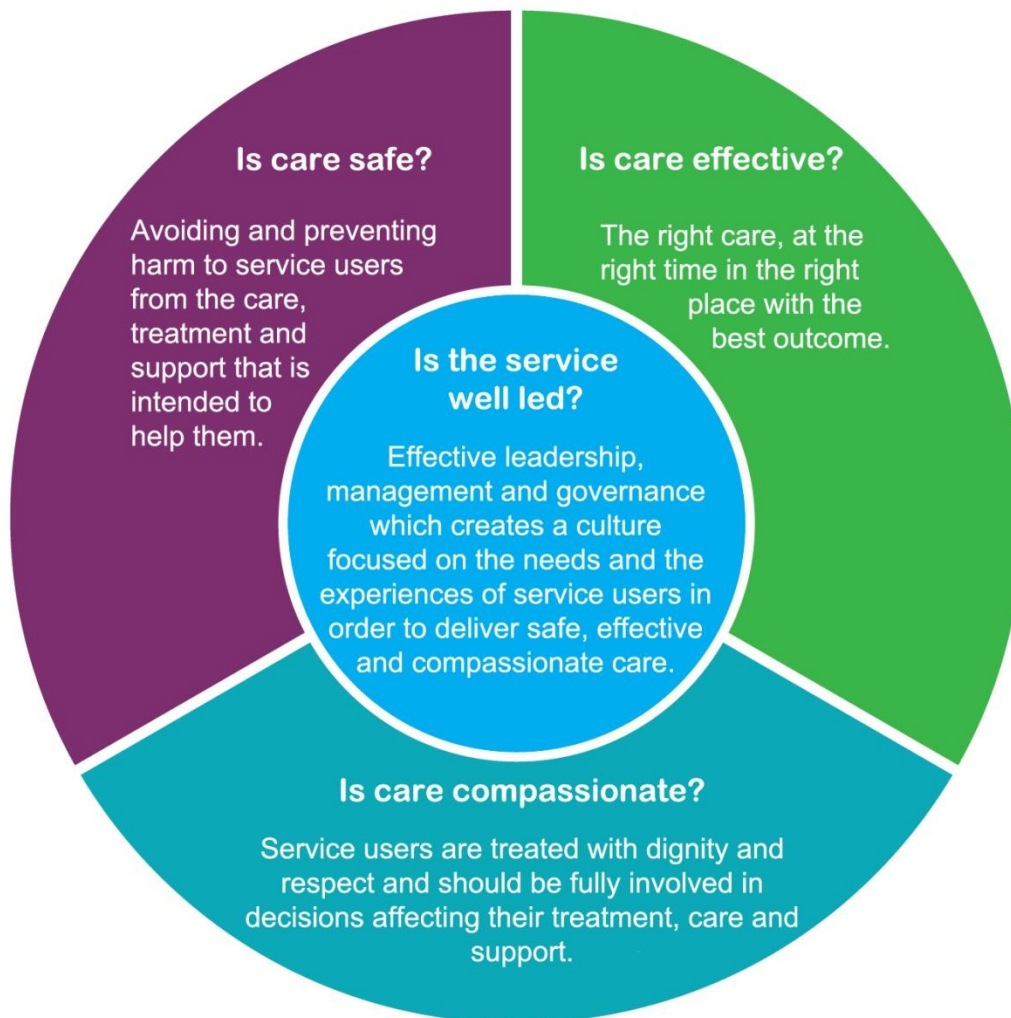 Is care safe?
Avoiding and preventing
harm to service users
from the care,
treatment and
support that is
intended to
help them.
Is care effective?
The right care, at the
right time in the right
place with the
best outcome.
Is the service
well led?
Effective leadership,
management and governance
which creates a culture
focused on the needs and the
experiences of service users in
order to deliver safe, effective
and compassionate care.
Is care compassionate?
Service users are treated with dignity and
respect and should be fully involved in
decisions affecting their treatment, care and
support.